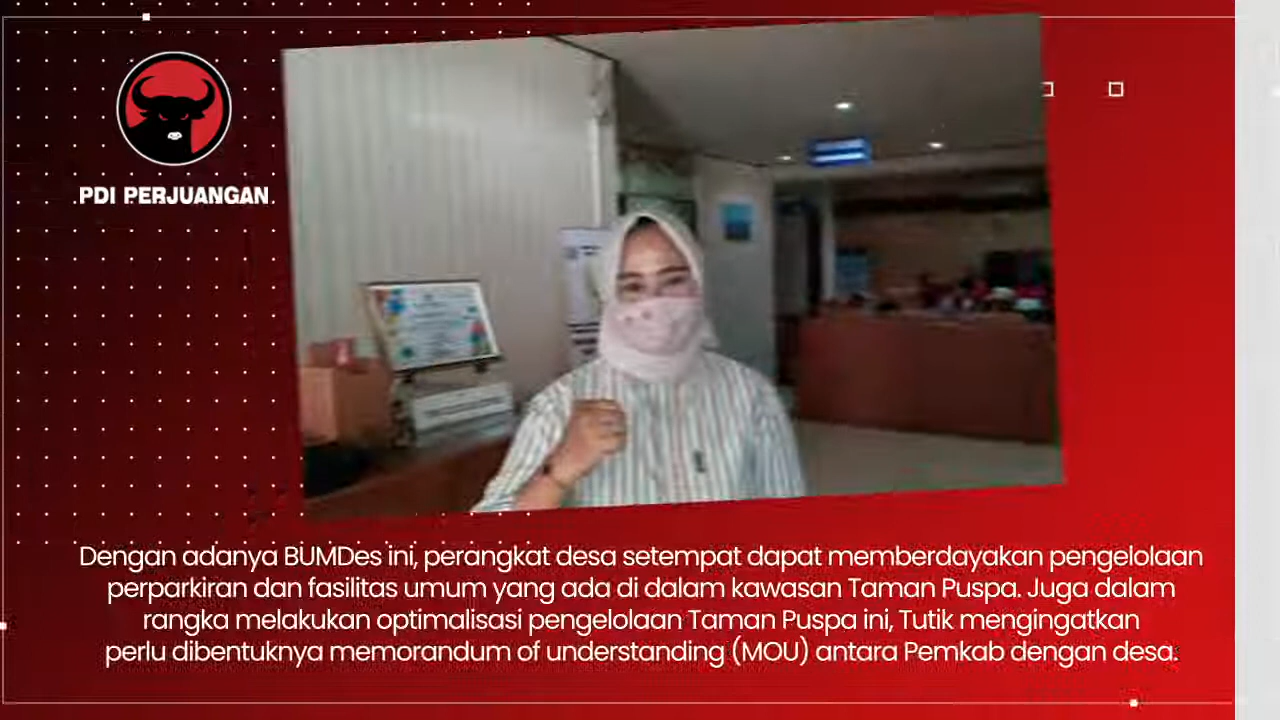 PDI PERJUANGAN
Dengan adanya BUMDes ini, perangkat desa setempat dapat memberdayakan pengelolaan
perparkiran dan fasilitas umum yang ada di dalam kawasan Taman Puspa. Juga dalam
rangka melakukan optimalisasi pengelolaan Taman Puspa ini, Tutik mengingatkan
perlu dibentuknya memorandum of understanding (MOU) antara Pemkab dengan desa.